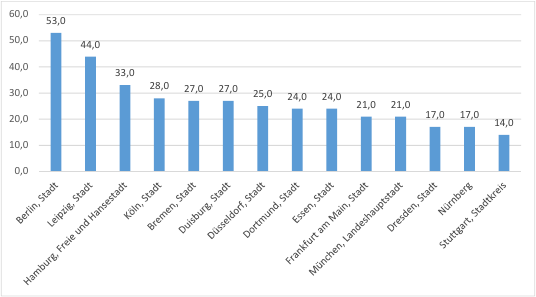 60,0
50,0
40,0
30,0
20,0
10,0
0,0
53,0
44,0
33,0
28,0
27,0
27,0
25,0
24,0
24,0
21,0
21,0
17,0
17,0
14,0
Berlin, Stadt
Leipzig, Stadt
Hamburg, Freie und Hansestadt
Köln, Stadt
Bremen, Stadt
Duisburg, Stadt
Düsseldorf, Stadt
Dortmund, Stadt
Essen, Stadt
Frankfurt am Main, Stadt
München, Landeshauptstadt
Dresden, Stadt
Nürnberg
Stuttgart, Stadtkreis